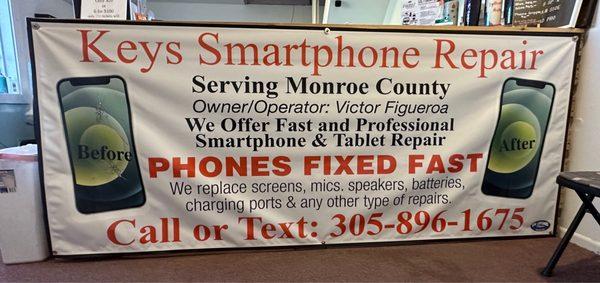 Keys Smartphone Repair
Serving Monroe County
Owner/Operator: Victor Figueroa
We Offer Fast and Professional
Smartphone & Tablet Repair
Before
After
PHONES FIXED FAST
We replace screens, mics. speakers, batteries,
charging ports & any other type of repairs.
Call or Text: 305-896-1675